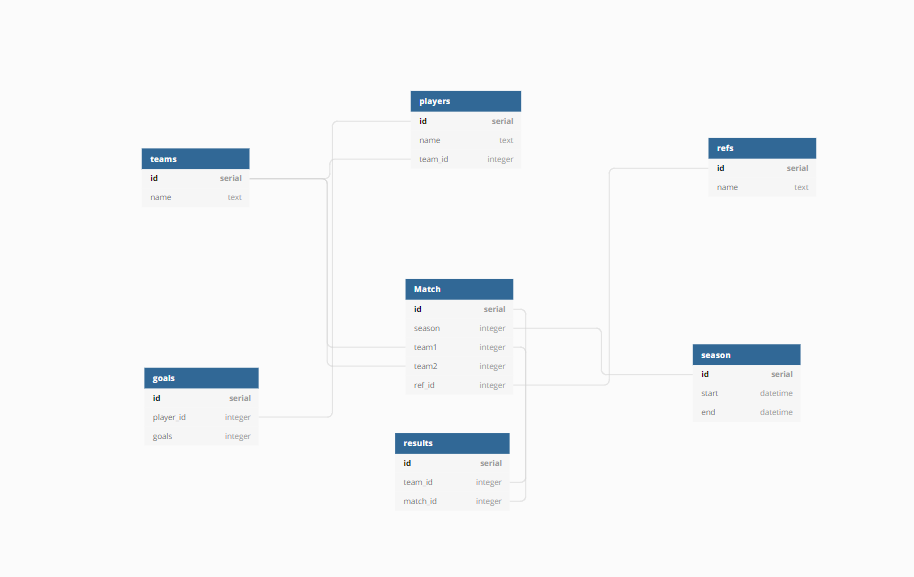 players
id serial
name text
team_id integer
refs
id serial
name text
teams
id serial
name text
Match
id serial
season integer
team1 integer
team2 integer
ref_id integer
season
id serial
start datetime
end datetime
goals
id serial
player_id integer
goals integer
results
id serial
team_id integer
match_id integer